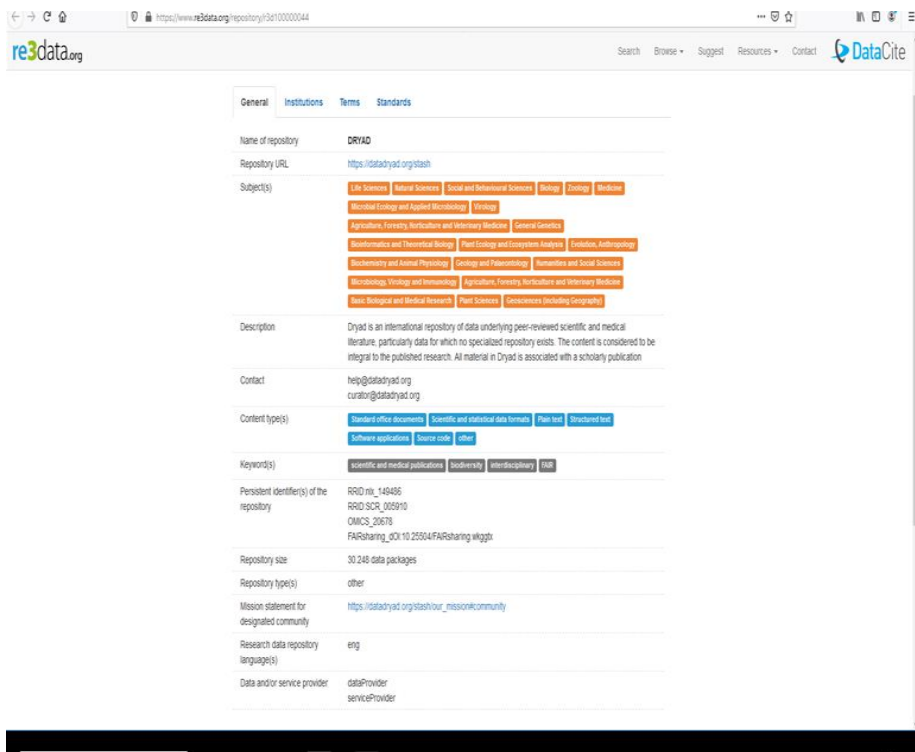 https://www.re3data.org/repository/r3d100000044
re3data.org
Search Browse Suggest Resources Contact DataCite
General Institutions Terms Standards
Name of repository DRYAD
Repository URL https://datadryad.org/stash
Subject(s) Life Sciences Natural Sciences Social and Behavioural Sciences Biology Zoology Medicine
Microbial Ecology and Applied Microbiology Virology
Agriculture, Forestry, Horticulture and Veterinary Medicine General Genetics
Bioinformatics and Theoretical Biology Plant Ecology and Ecosystem Analysis Evolution, Anthropology
Biochemistry and Animal Physiology Geology and Palaeontology Humanities and Social Sciences
Microbiology, Virology and Immunology Agriculture, Forestry, Horticulture and Veterinary Medicine
Basic Biological and Medical Research Plant Sciences Geosciences (including Geography)
Description Dryad is an international repository of data underlying peer-reviewed scientific and medical
literature, particularly data for which no specialized repository exists. The content is considered to be
integral to the published research. All material in Dryad is associated with a scholarly publication
Contact help@datadryad.org
curator@datadryad.org
Content type(s) Standard office documents Scientific and statistical data formats Plain text Structured text
Software applications Source code other
Keyword(s) scientific and medical publications biodiversity interdisciplinary FAIR
Persistent identifier(s) of the RRID:nlx_149486
repository RRID:SCR_005910
OMICS_20678
FAIRsharing_dOI:10.25504/FAIRsharing.wkggtx
Repository size 30.248 data packages
Repository type(s) other
Mission statement for https://datadryad.org/stash/our_mission#community
designated community
Research data repository eng
language(s)
Data and/or service provider dataProvider
serviceProvider